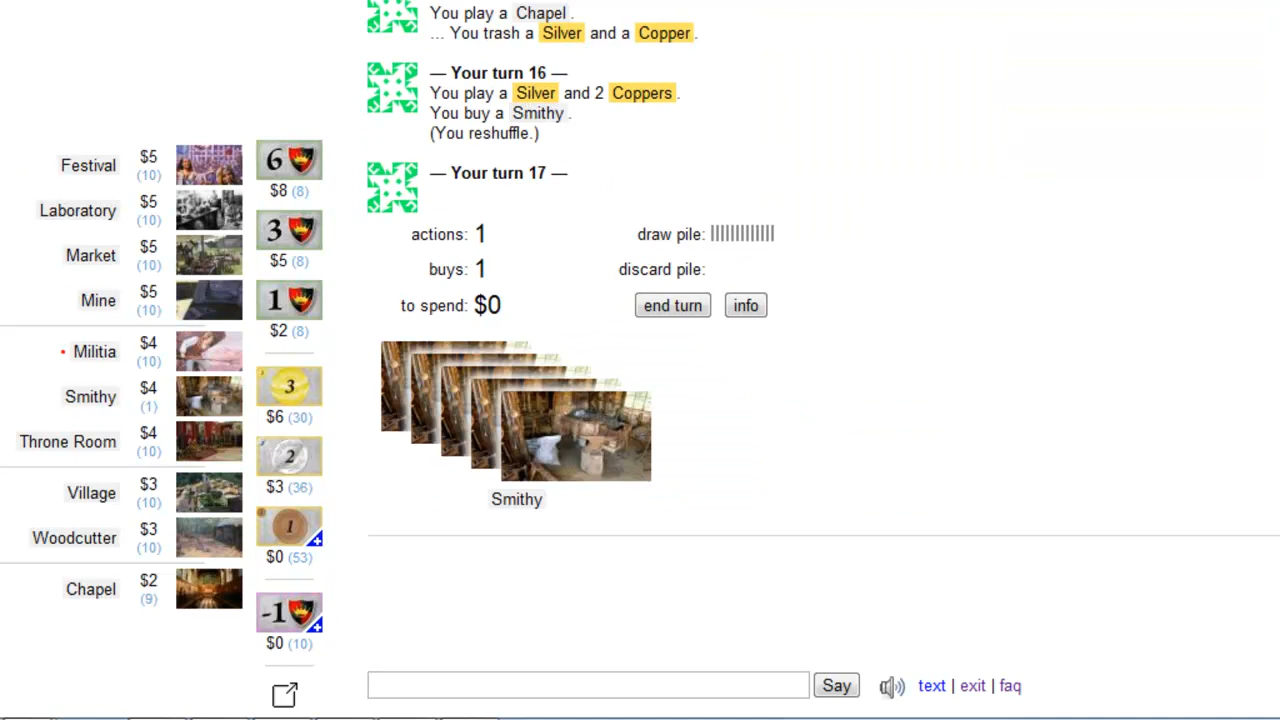 You play a Chapel .
... You trash a Silver and a Copper .
— Your turn 16 —
You play a Silver and 2 Coppers .
You buy a Smithy .
(You reshuffle.)
— Your turn 17 —
actions: 1
draw pile:
buys: 1
discard pile:
to spend: $0
end turn
info
Smithy
Festival $5 (10)
Laboratory $5 (10)
Market $5 (10)
Mine $5 (10)
Militia $4 (10)
Smithy $4 (1)
Throne Room $4 (10)
Village $3 (10)
Woodcutter $3 (10)
Chapel $2 (9)
6
$8 (8)
3
$5 (8)
1
$2 (8)
3
$6 (30)
2
$3 (36)
1
$0 (53)
-1
$0 (10)
Say
text | exit | faq